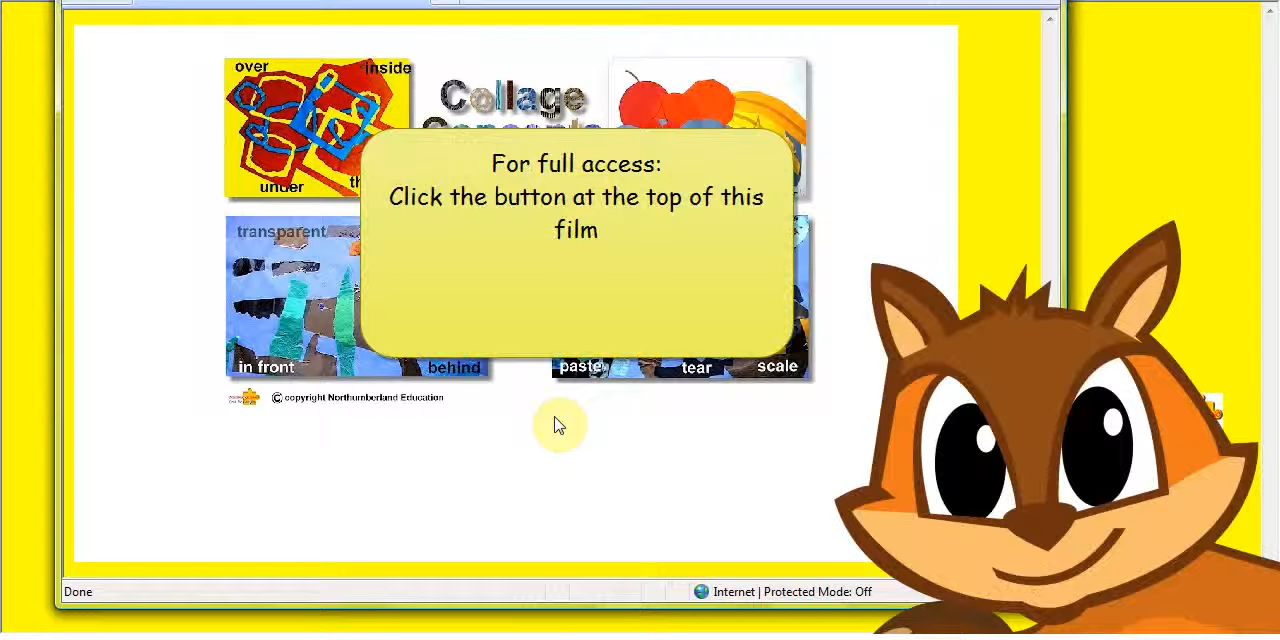 over
inside
Collage
under
For full access:
Click the button at the top of this
film
transparent
in front
behind
paste
tear
scale
© copyright Northumberland Education
Done
Internet | Protected Mode: Off